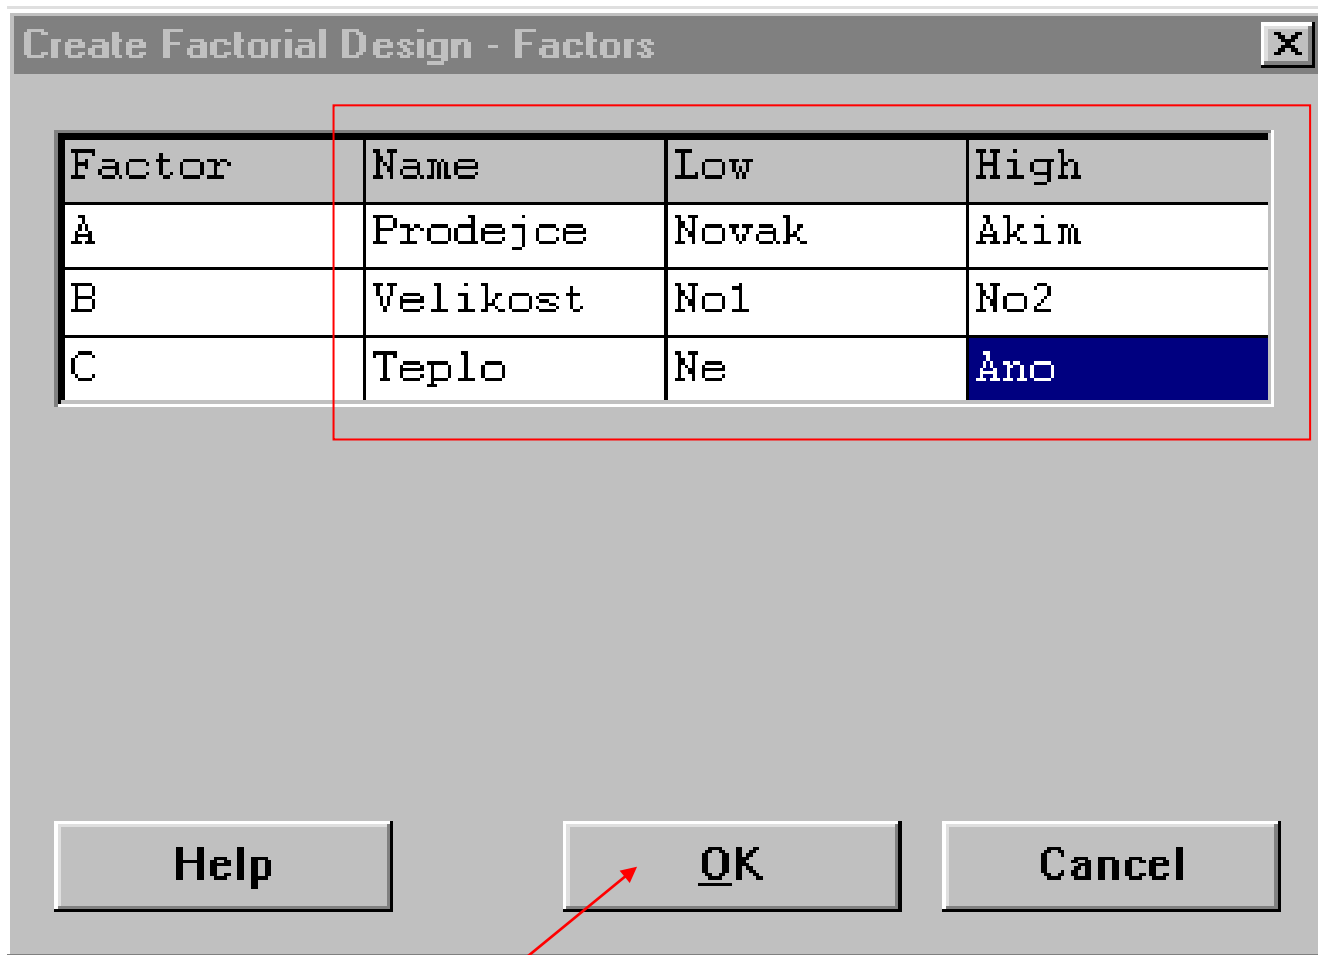 Create Factorial Design - Factors
Factor Name Low High
A Prodejce Novak Akim
B Velikost No1 No2
C Teplo Ne Ano
Help OK Cancel